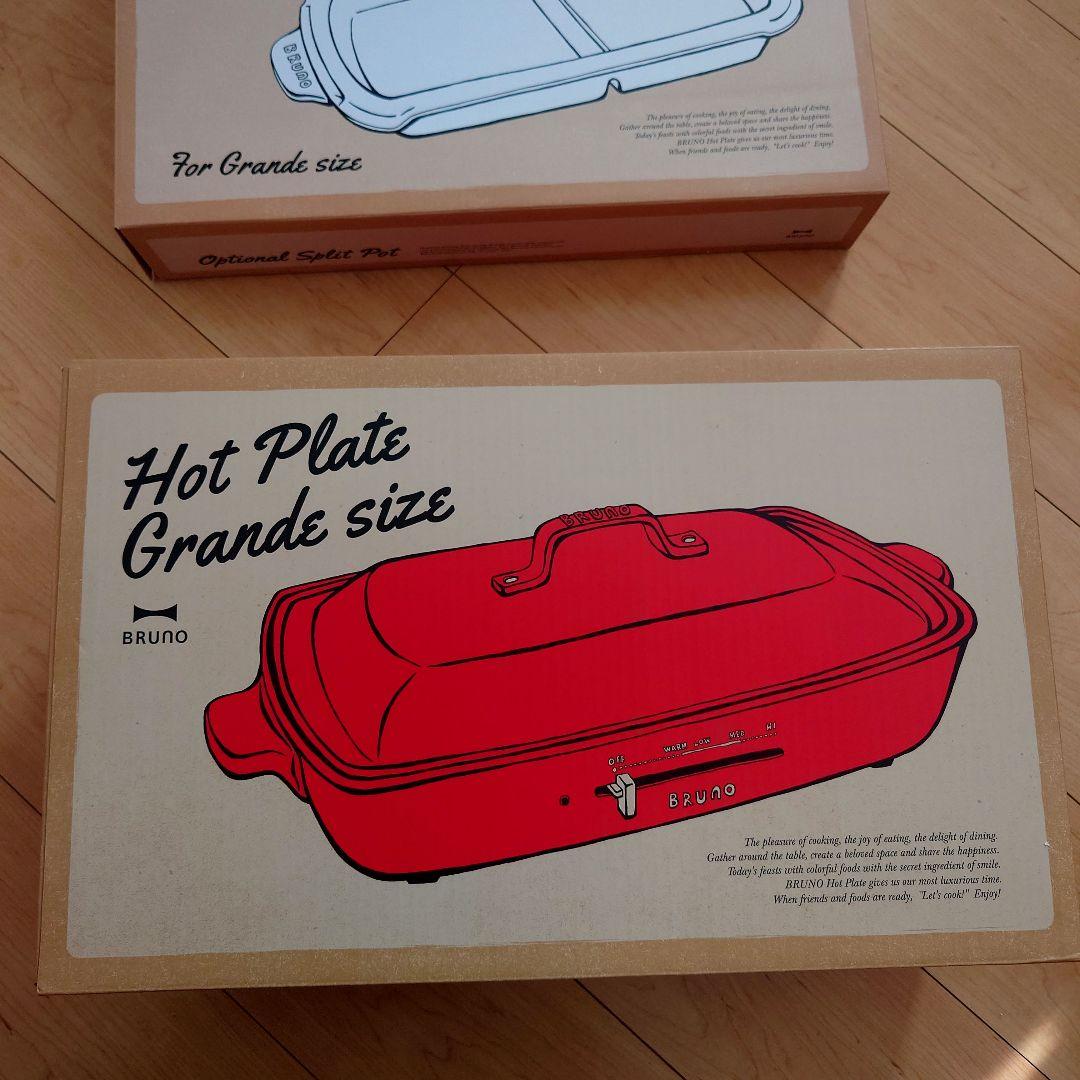 BRUNO
The pleasure of cooking, the joy of eating, the delight of dining.
Gather around the table, create a beloved space and share the happiness.
Today's feasts with colorful foods with the secret ingredient of smile.
BRUNO Hot Plate gives us our most luxurious time.
When friends and foods are ready, "Let's cook!" Enjoy!
For Grande size
Optional Split Pot
BRUNO
Hot Plate
Grande size
BRUNO
BRUNO
OFF WARM LOW MED HI
BRUNO
The pleasure of cooking, the joy of eating, the delight of dining.
Gather around the table, create a beloved space and share the happiness.
Today's feasts with colorful foods with the secret ingredient of smile.
BRUNO Hot Plate gives us our most luxurious time.
When friends and foods are ready, "Let's cook!" Enjoy!